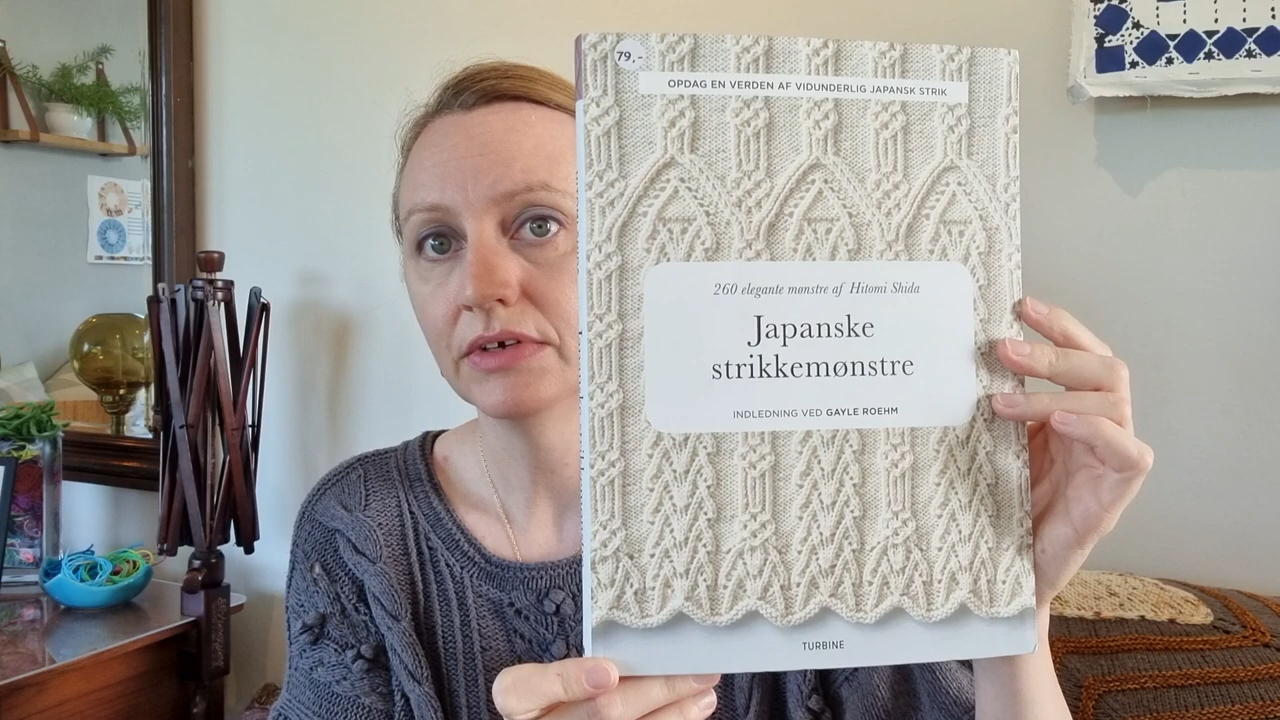 79,-
OPDAG EN VERDEN AF VIDUNDERLIG JAPANSK STRIK
260 elegante mønstre af Hitomi Shida
Japanske
strikkemønstre
INDLEDNING VED GAYLE ROEHM
TURBINE